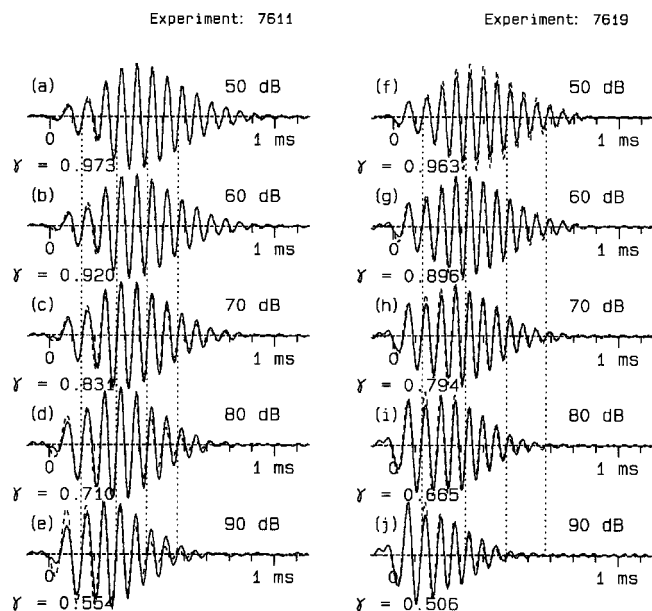 Experiment: 7611
Experiment: 7619
(a) 50 dB
0 1 ms
γ = 0.973
(b) 60 dB
0 1 ms
γ = 0.920
(c) 70 dB
0 1 ms
γ = 0.831
(d) 80 dB
0 1 ms
γ = 0.710
(e) 90 dB
0 1 ms
γ = 0.554
(f) 50 dB
0 1 ms
γ = 0.963
(g) 60 dB
0 1 ms
γ = 0.896
(h) 70 dB
0 1 ms
γ = 0.794
(i) 80 dB
0 1 ms
γ = 0.665
(j) 90 dB
0 1 ms
γ = 0.506